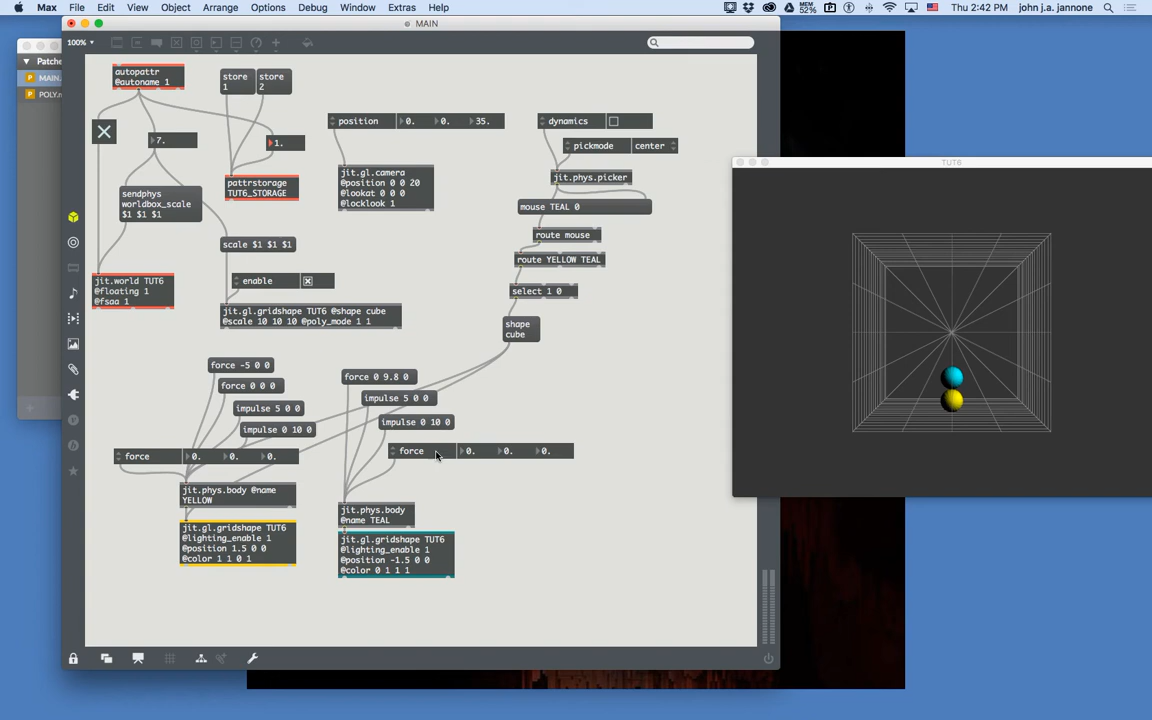 Max File Edit View Object Arrange Options Debug Window Extras Help
MEM 52%
Thu 2:42 PM john j.a. jannone
MAIN
100%
Patche
MAIN.
POLY.m
autopattr
@autoname 1
store
1
store
2
7.
1.
sendphys
worldbox_scale
$1 $1 $1
pattrstorage
TUT6_STORAGE
scale $1 $1 $1
enable
jit.world TUT6
@floating 1
@fsaa 1
jit.gl.gridshape TUT6 @shape cube
@scale 10 10 10 @poly_mode 1 1
position 0. 0. 35.
jit.gl.camera
@position 0 0 20
@lookat 0 0 0
@locklook 1
dynamics
pickmode center
jit.phys.picker
mouse TEAL 0
route mouse
route YELLOW TEAL
select 1 0
shape
cube
force -5 0 0
force 0 0 0
impulse 5 0 0
impulse 0 10 0
force 0. 0. 0.
jit.phys.body @name
YELLOW
jit.gl.gridshape TUT6
@lighting_enable 1
@position 1.5 0 0
@color 1 1 0 1
force 0 9.8 0
impulse 5 0 0
impulse 0 10 0
force 0. 0. 0.
jit.phys.body
@name TEAL
jit.gl.gridshape TUT6
@lighting_enable 1
@position -1.5 0 0
@color 0 1 1 1
TUT6